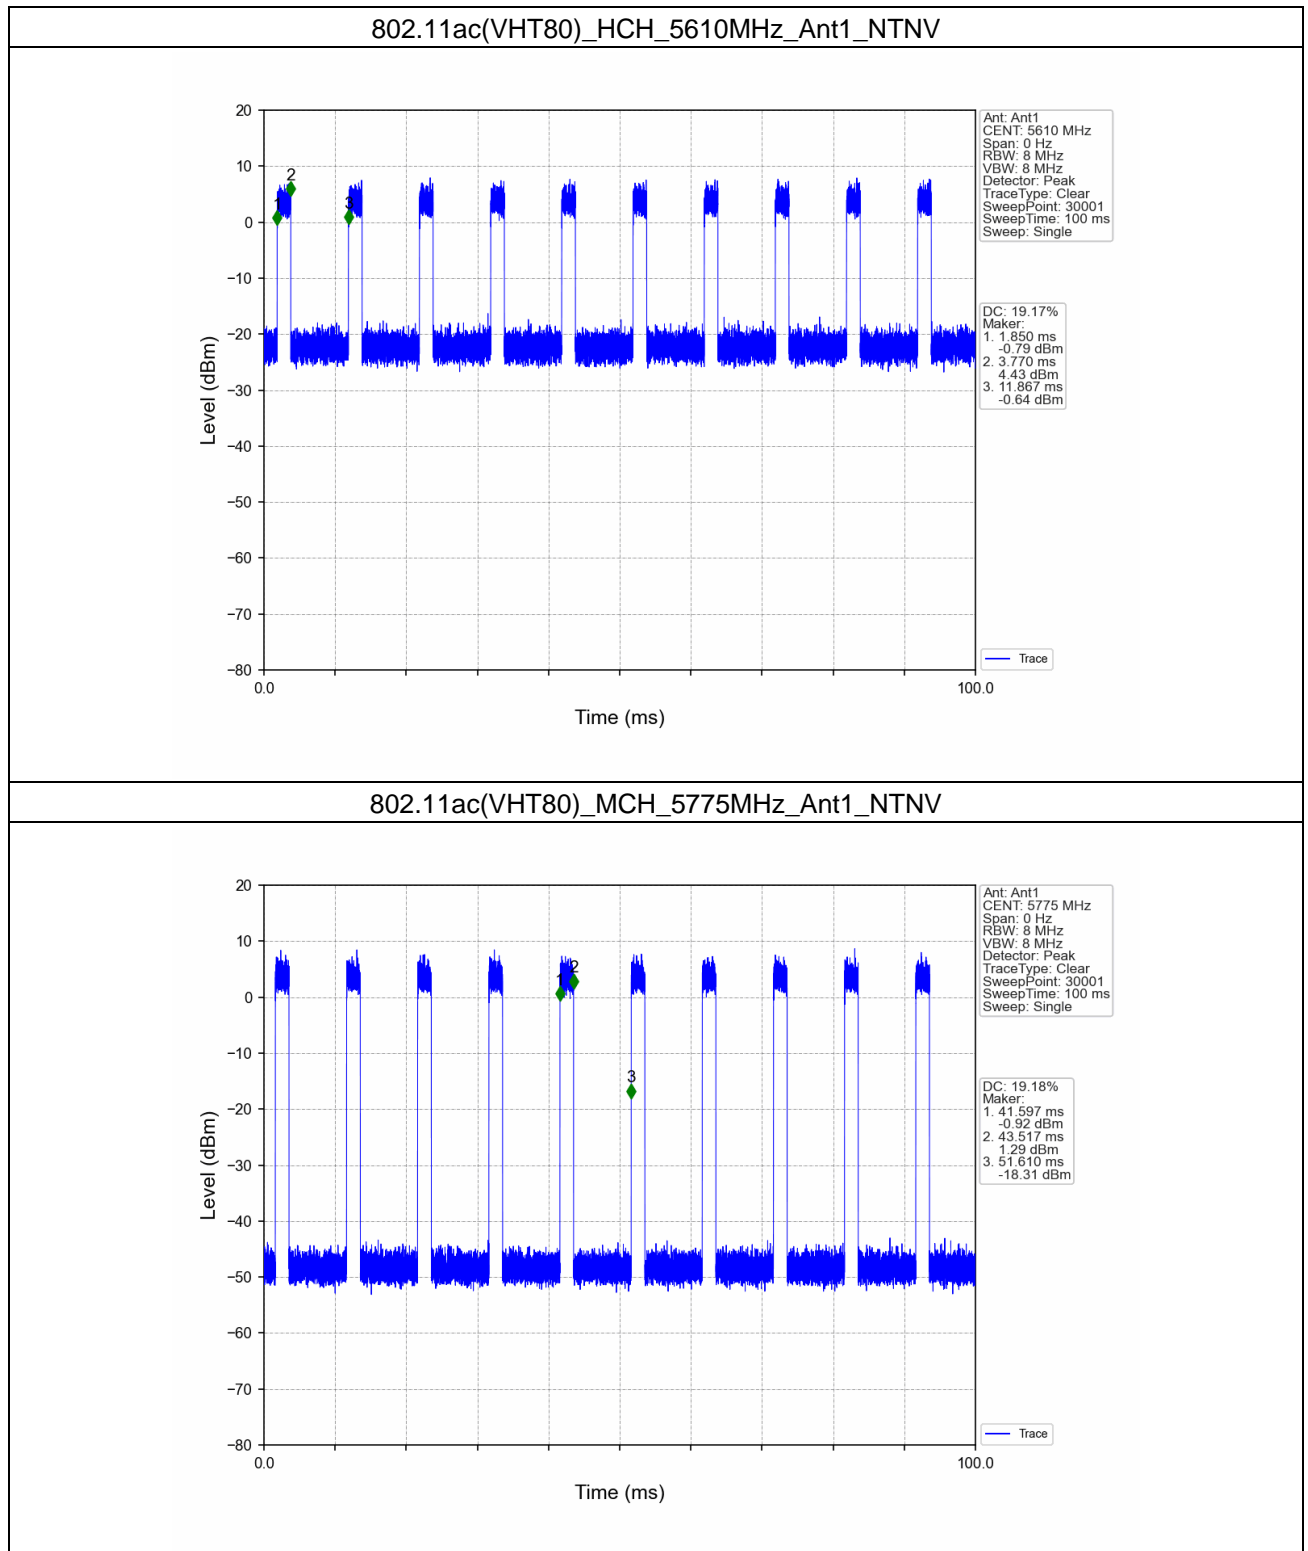 802.11ac(VHT80)_HCH_5610MHz_Ant1_NTNV
20
10
0
−10
−20
−30
−40
−50
−60
−70
−80
Level (dBm)
0.0
100.0
Time (ms)
1
2
3
Ant: Ant1
CENT: 5610 MHz
Span: 0 Hz
RBW: 8 MHz
VBW: 8 MHz
Detector: Peak
TraceType: Clear
SweepPoint: 30001
SweepTime: 100 ms
Sweep: Single
DC: 19.17%
Maker:
1. 1.850 ms
-0.79 dBm
2. 3.770 ms
4.43 dBm
3. 11.867 ms
-0.64 dBm
Trace
802.11ac(VHT80)_MCH_5775MHz_Ant1_NTNV
20
10
0
−10
−20
−30
−40
−50
−60
−70
−80
Level (dBm)
0.0
100.0
Time (ms)
1
2
3
Ant: Ant1
CENT: 5775 MHz
Span: 0 Hz
RBW: 8 MHz
VBW: 8 MHz
Detector: Peak
TraceType: Clear
SweepPoint: 30001
SweepTime: 100 ms
Sweep: Single
DC: 19.18%
Maker:
1. 41.597 ms
-0.92 dBm
2. 43.517 ms
1.29 dBm
3. 51.610 ms
-18.31 dBm
Trace